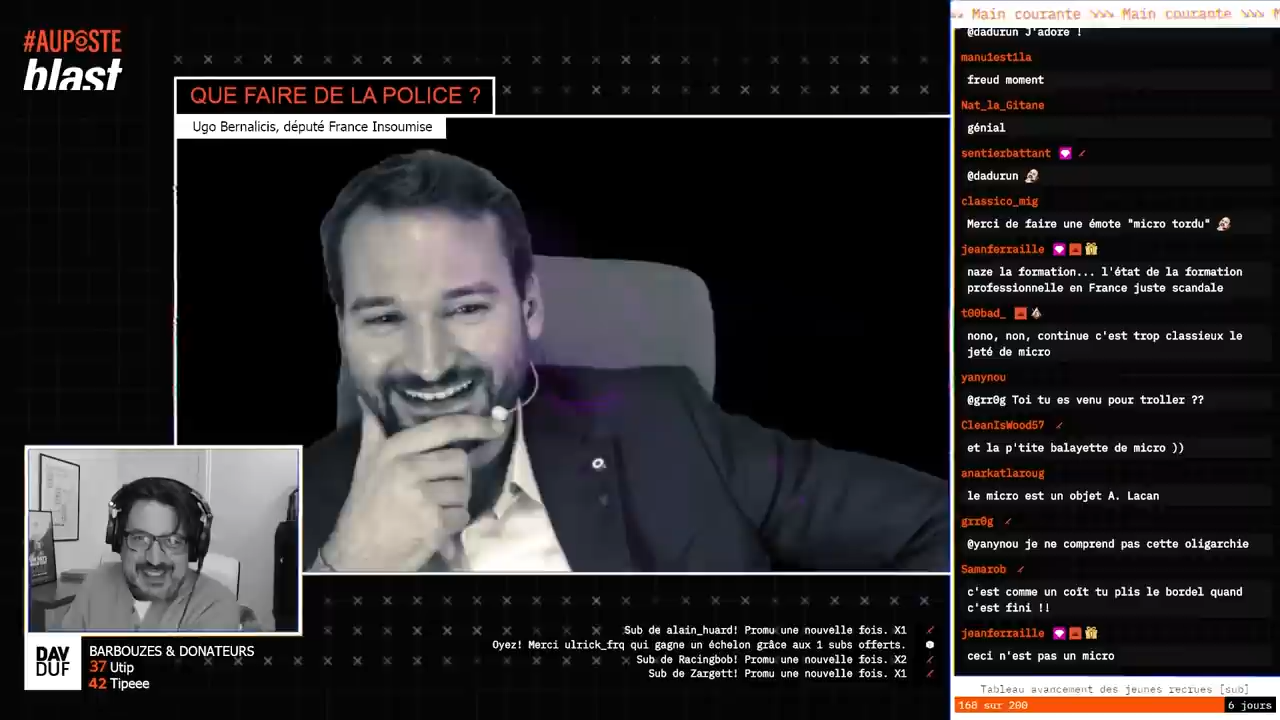 #AUPOSTE
blast
QUE FAIRE DE LA POLICE ?
Ugo Bernalicis, député France Insoumise
DAV
DUF
BARBOUZES & DONATEURS
37 Utip
42 Tipeee
Sub de alain_huard! Promu une nouvelle fois. X1
Oyez! Merci ulrick_frq qui gagne un échelon grâce aux 1 subs offerts.
Sub de Racingbob! Promu une nouvelle fois. X2
Sub de Zargett! Promu une nouvelle fois. X1
Main courante >>> Main courante >>>
@dadurun J'adore !
manu1est1la
freud moment
Nat_la_Gitane
génial
sentierbattant
@dadurun
classico_mig
Merci de faire une émote "micro tordu"
jeanferraille
naze la formation... l'état de la formation
professionnelle en France juste scandale
t00bad_
nono, non, continue c'est trop classieux le
jeté de micro
yanynou
@grr0g Toi tu es venu pour troller ??
CleanIsWood57
et la p'tite balayette de micro ))
anarkatlaroug
le micro est un objet A. Lacan
grr0g
@yanynou je ne comprend pas cette oligarchie
Samarob
c'est comme un coït tu plis le bordel quand
c'est fini !!
jeanferraille
ceci n'est pas un micro
Tableau avancement des jeunes recrues [sub]
168 sur 200
6 jours